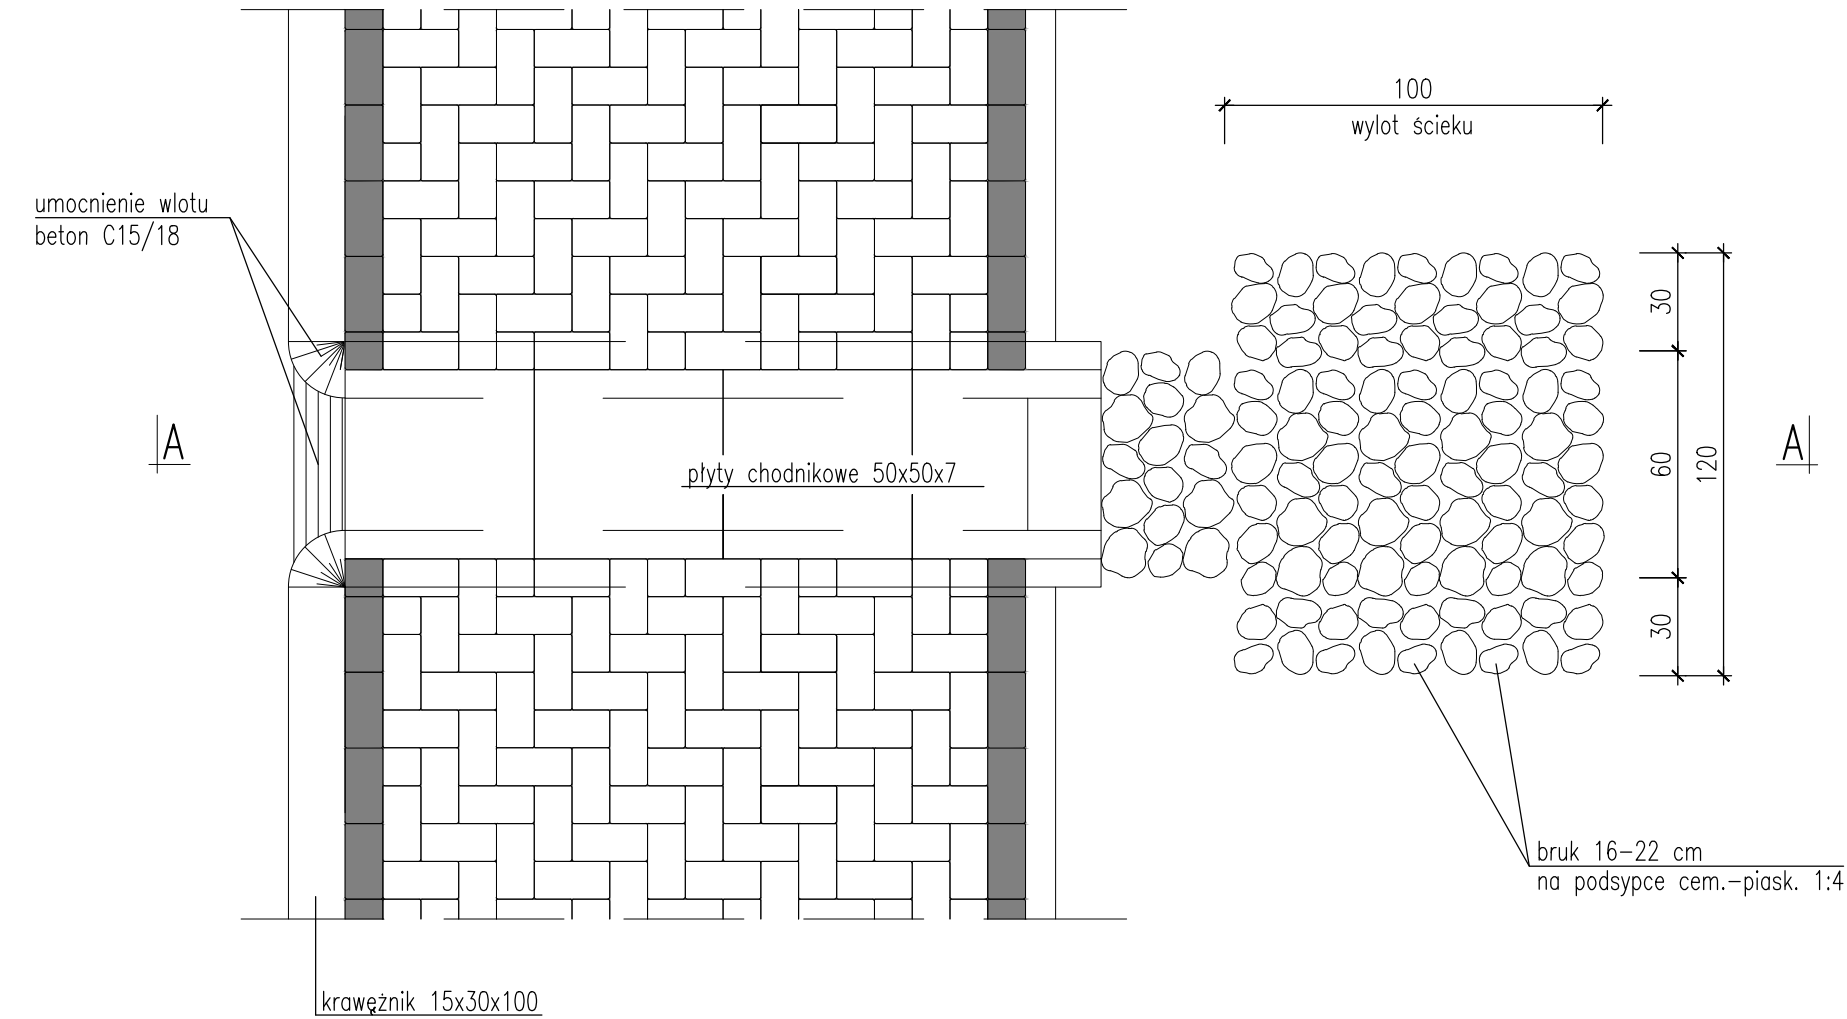 100
wylot ścieku
umocnienie wlotu
beton C15/18
30
A
A
płyty chodnikowe 50x50x7
60
120
30
bruk 16-22 cm
na podsypce cem.-piask. 1:4
krawężnik 15x30x100